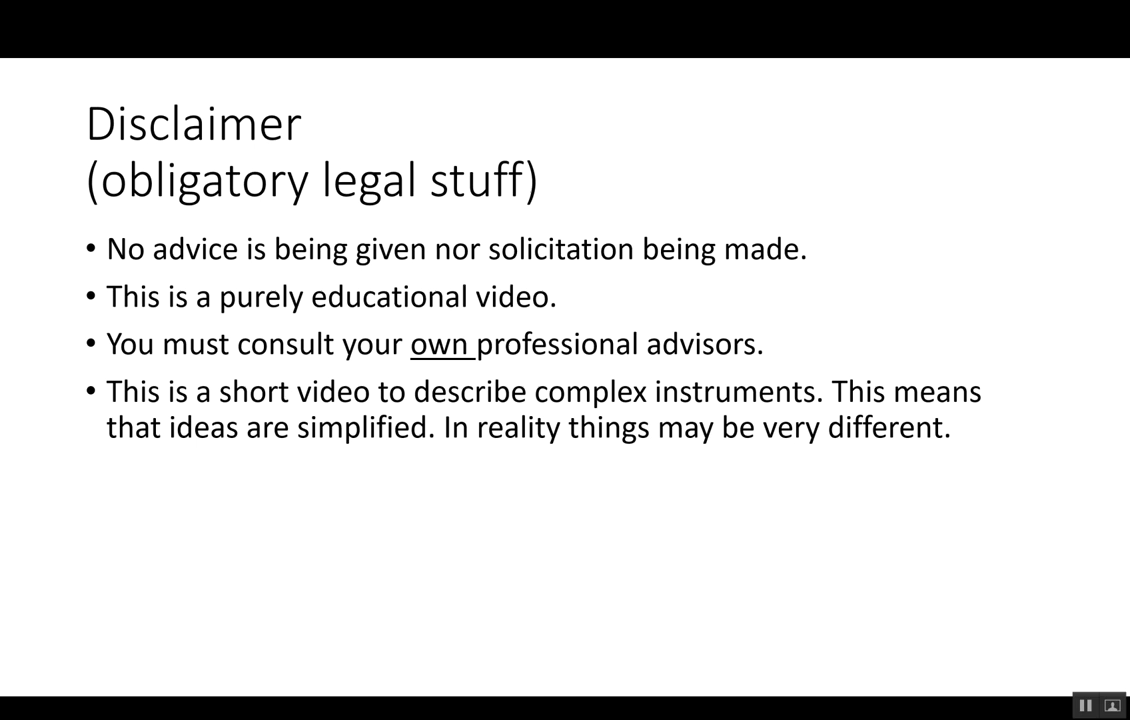 Disclaimer
(obligatory legal stuff)
• No advice is being given nor solicitation being made.
• This is a purely educational video.
• You must consult your own professional advisors.
• This is a short video to describe complex instruments. This means
that ideas are simplified. In reality things may be very different.